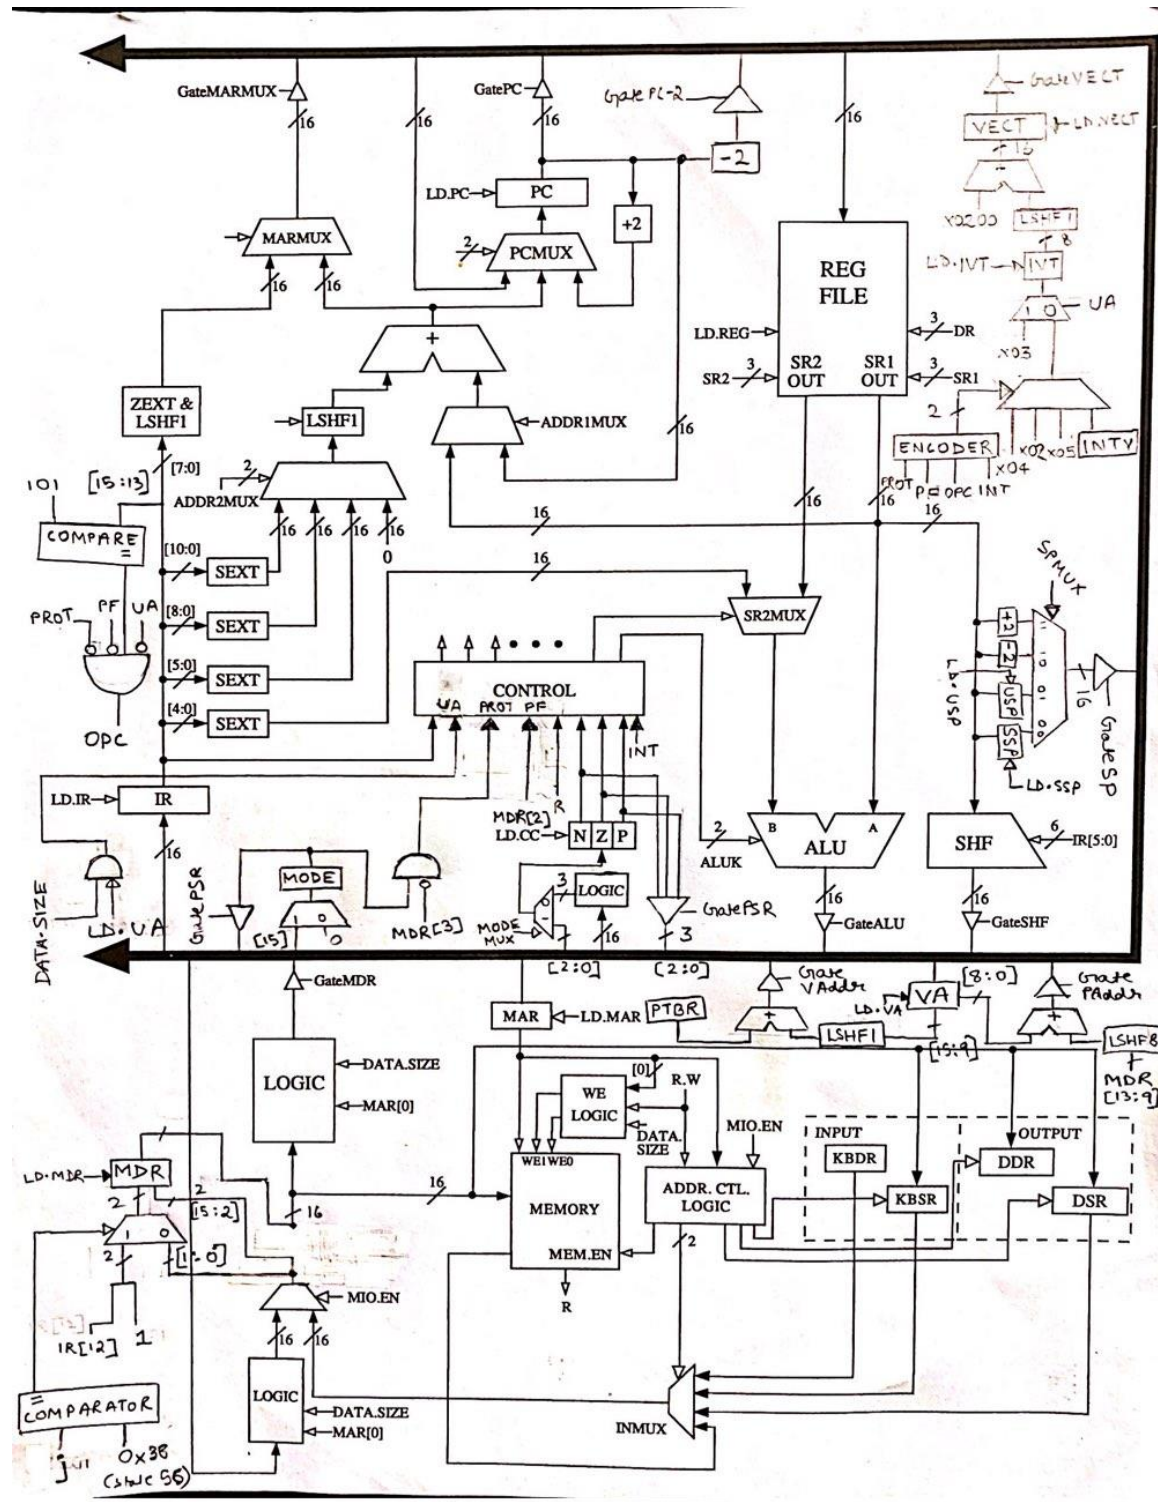 GateMARMUX
16
16
GatePC
16
Gate PC-2
16
GateVECT
VECT
LD.VECT
16
-2
LD.PC
PC
+2
x0200
LSHF1
8
MARMUX
2
PCMUX
REG
FILE
LD.IVT
IVT
16
16
1 0
UA
+
LD.REG
3
DR
x03
SR2
3
SR2
OUT
SR1
OUT
3
SR1
ZEXT &
LSHF1
LSHF1
ADDR1MUX
16
2
ENCODER
x04
x02
x05
INTV
[7:0]
[15:13]
101
2
ADDR2MUX
PROT
PF
OPC
INT
COMPARE
=
16
16
16
16
0
16
16
16
16
[10:0]
SEXT
16
SPMUX
PROT
PF
UA
[8:0]
SEXT
SR2MUX
+2
11
[5:0]
SEXT
-2
10
CONTROL
LD.USP
USP
01
16
[4:0]
SEXT
UA
PROT
PF
SSP
00
GateSP
OPC
INT
LD.SSP
LD.IR
IR
MDR[2]
R
LD.CC
N Z P
2
ALUK
B
A
ALU
SHF
6
IR[5:0]
16
MODE
3
LOGIC
GatePSR
16
GateALU
16
GateSHF
DATA.SIZE
LD.UA
GatePSR
[15]
1 0
0
MDR[3]
MODE
MUX
0
16
3
[2:0]
[2:0]
GateMDR
Gate
VAddr
[8:0]
Gate
PAddr
MAR
LD.MAR
PTBR
+
LD.VA
VA
+
LSHF1
[15:9]
LSHF8
MDR
[13:9]
LOGIC
DATA.SIZE
MAR[0]
[0]
WE
LOGIC
R.W
DATA.
SIZE
MIO.EN
INPUT
OUTPUT
KBDR
DDR
LD.MDR
MDR
WE1 WE0
16
MEMORY
ADDR. CTL.
LOGIC
KBSR
DSR
2
2
[15:2]
16
1 0
MEM.EN
2
2
[1:0]
R
MIO.EN
IR[12]
1
16
16
=
COMPARATOR
LOGIC
DATA.SIZE
MAR[0]
INMUX
j
0x38
(state 56)